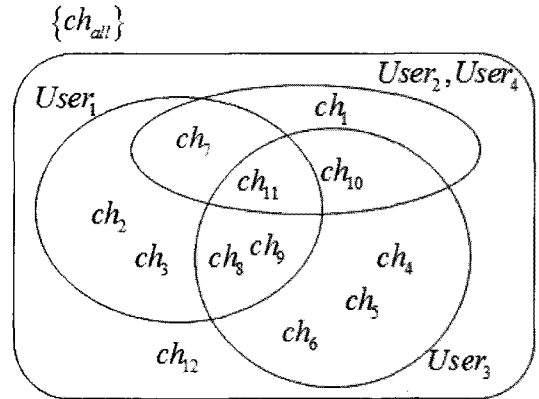 {ch_all}
User_1
User_2, User_4
ch_1
ch_7
ch_11
ch_10
ch_2
ch_3
ch_8
ch_9
ch_4
ch_5
ch_6
ch_12
User_3